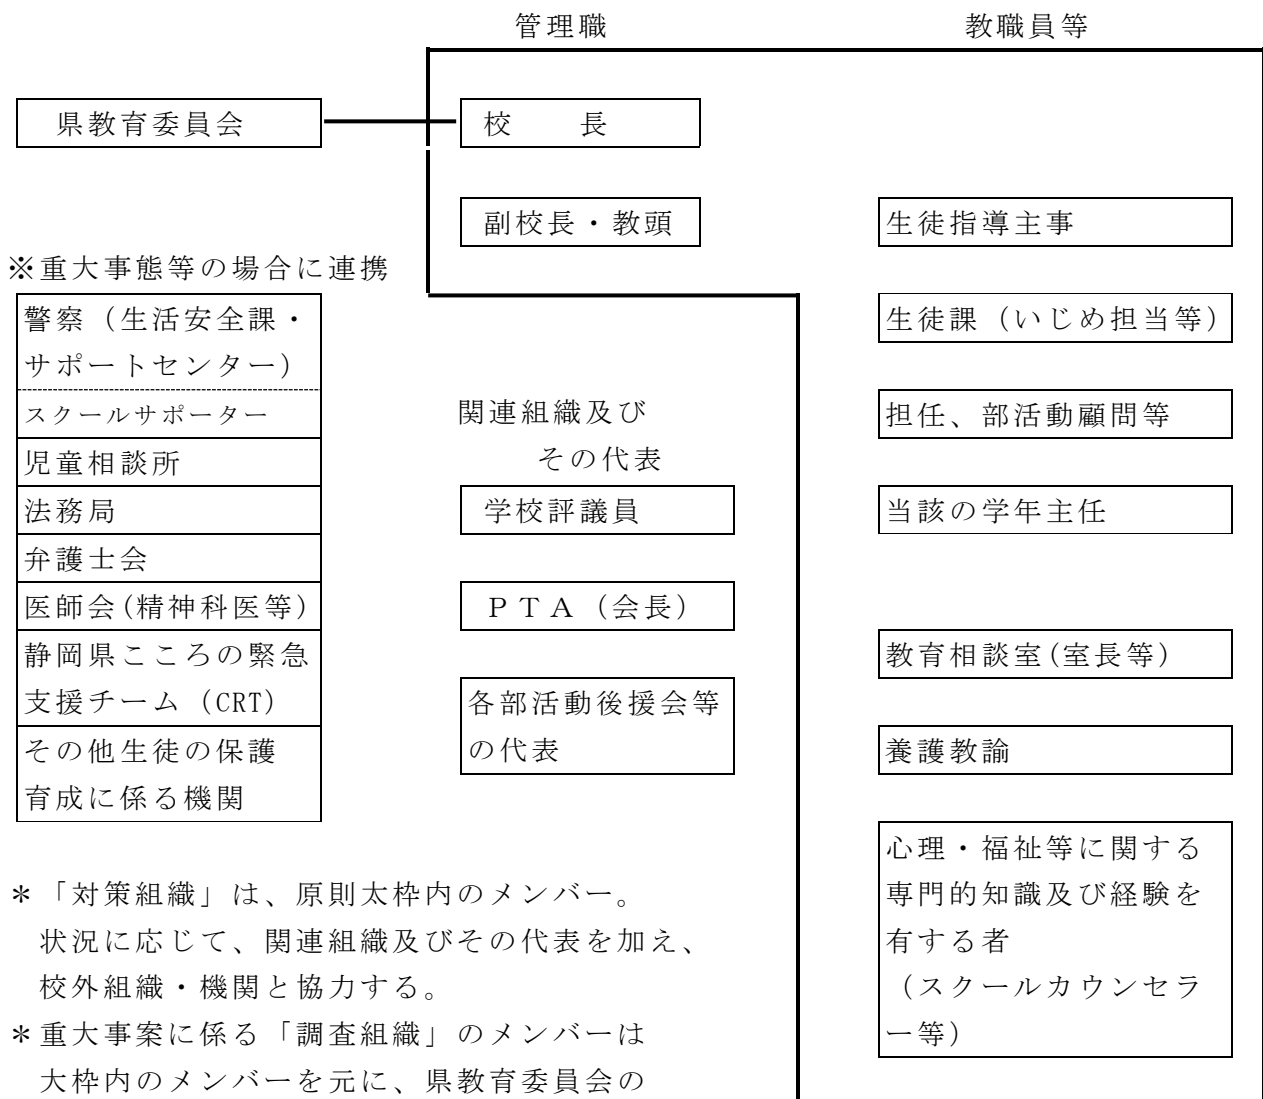 管理職
教職員等
県教育委員会
校　　長
副校長・教頭
生徒指導主事
※重大事態等の場合に連携
警察（生活安全課・
サポートセンター）
スクールサポーター
児童相談所
法務局
弁護士会
医師会(精神科医等)
静岡県こころの緊急
支援チーム（CRT）
その他生徒の保護
育成に係る機関
関連組織及び
その代表
学校評議員
ＰＴＡ（会長）
各部活動後援会等
の代表
生徒課（いじめ担当等）
担任、部活動顧問等
当該の学年主任
教育相談室(室長等）
養護教諭
心理・福祉等に関する
専門的知識及び経験を
有する者
（スクールカウンセラ
ー等）
＊「対策組織」は、原則太枠内のメンバー。
状況に応じて、関連組織及びその代表を加え、
校外組織・機関と協力する。
＊重大事案に係る「調査組織」のメンバーは
大枠内のメンバーを元に、県教育委員会の